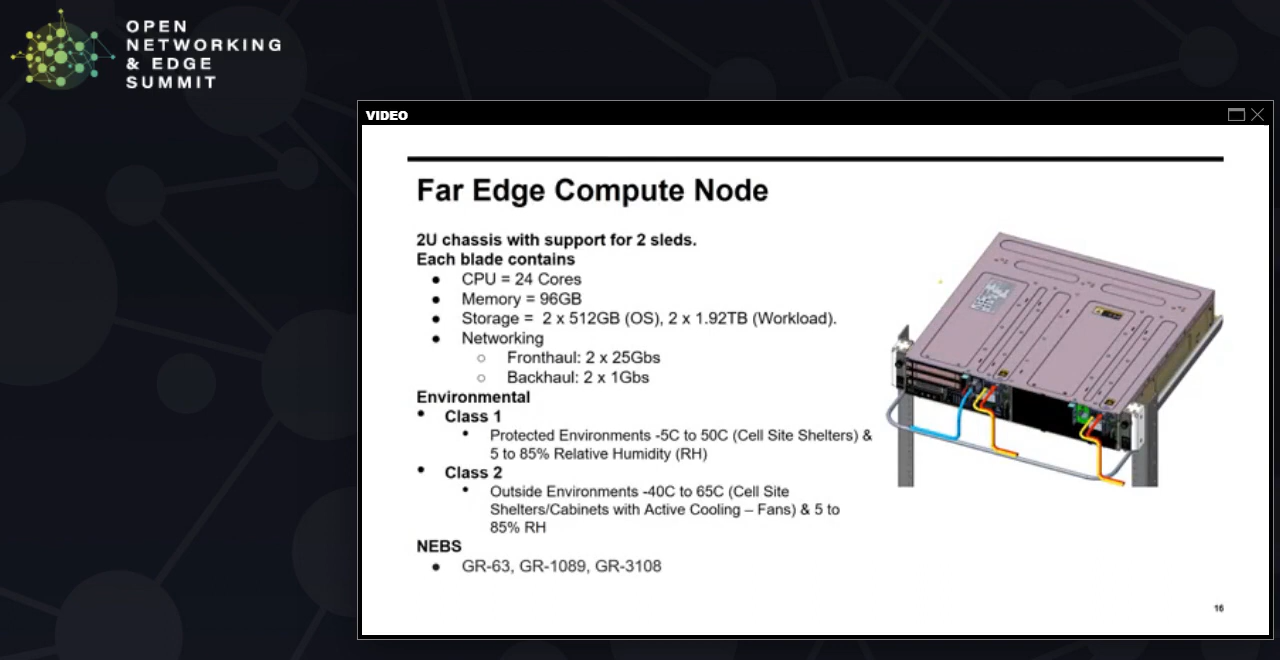 OPEN
NETWORKING
& EDGE
SUMMIT
VIDEO
Far Edge Compute Node
2U chassis with support for 2 sleds.
Each blade contains
● CPU = 24 Cores
● Memory = 96GB
● Storage =  2 x 512GB (OS), 2 x 1.92TB (Workload).
● Networking
○ Fronthaul: 2 x 25Gbs
○ Backhaul: 2 x 1Gbs
Environmental
• Class 1
• Protected Environments -5C to 50C (Cell Site Shelters) &
5 to 85% Relative Humidity (RH)
• Class 2
• Outside Environments -40C to 65C (Cell Site
Shelters/Cabinets with Active Cooling – Fans) & 5 to
85% RH
NEBS
● GR-63, GR-1089, GR-3108
16